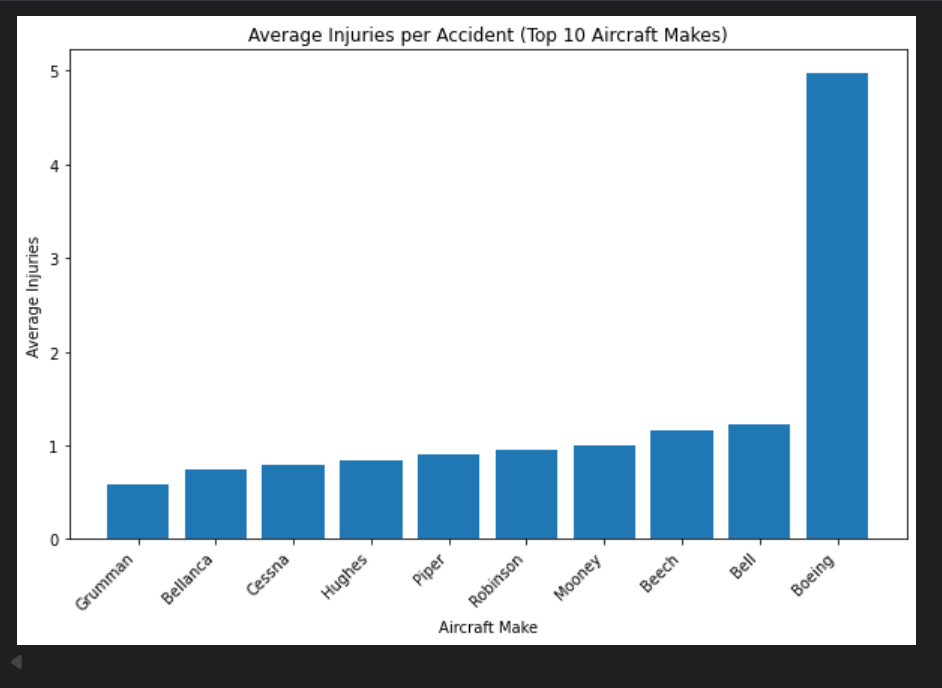 Average Injuries per Accident (Top 10 Aircraft Makes)
5
4
3
2
1
0
Average Injuries
Grumman
Bellanca
Cessna
Hughes
Piper
Robinson
Mooney
Beech
Bell
Boeing
Aircraft Make